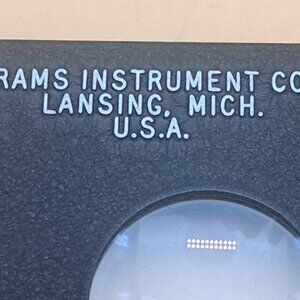 RAMS INSTRUMENT CO
LANSING, MICH.
U.S.A.